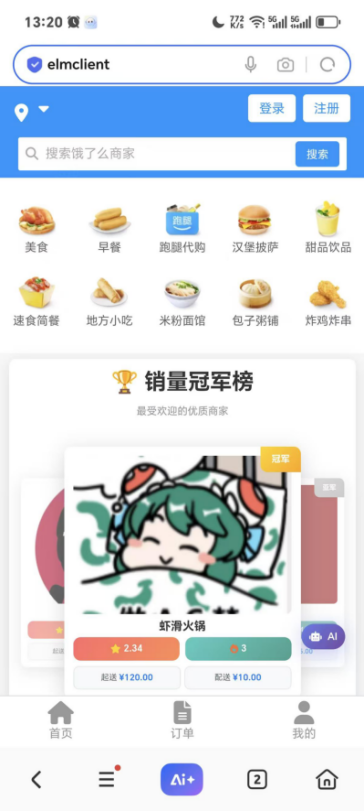 13:20
772 K/s 5G 5G
elmclient
登录 注册
搜索饿了么商家 搜索
美食 早餐 跑腿代购 汉堡披萨 甜品饮品
跑腿
速食简餐 地方小吃 米粉面馆 包子粥铺 炸鸡炸串
销量冠军榜
最受欢迎的优质商家
冠军
虾滑火锅
2.34 3
AI
起送 ¥120.00 配送 ¥10.00
首页 订单 我的
Ai+ 2